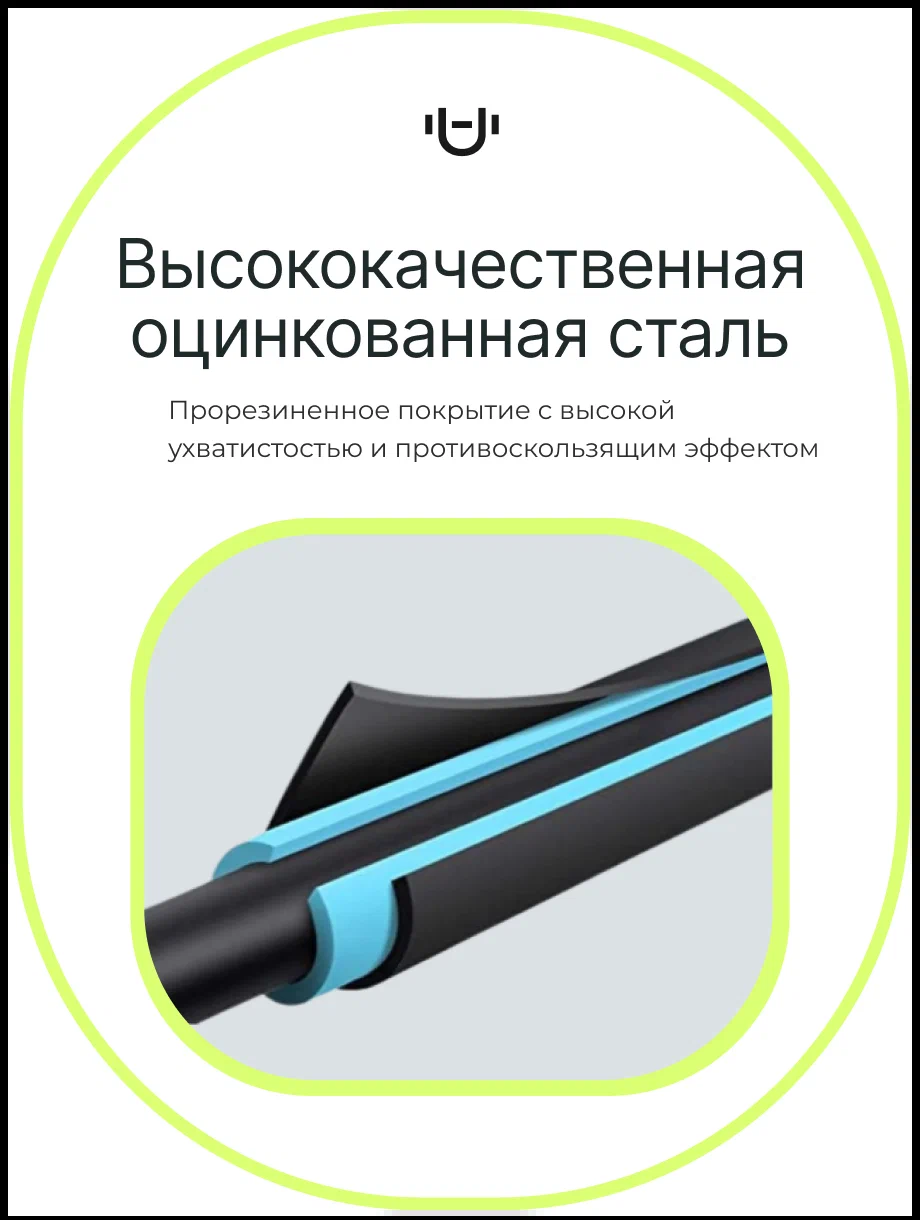 Высококачественная
оцинкованная сталь
Прорезиненное покрытие с высокой
ухватистостью и противоскользящим эффектом